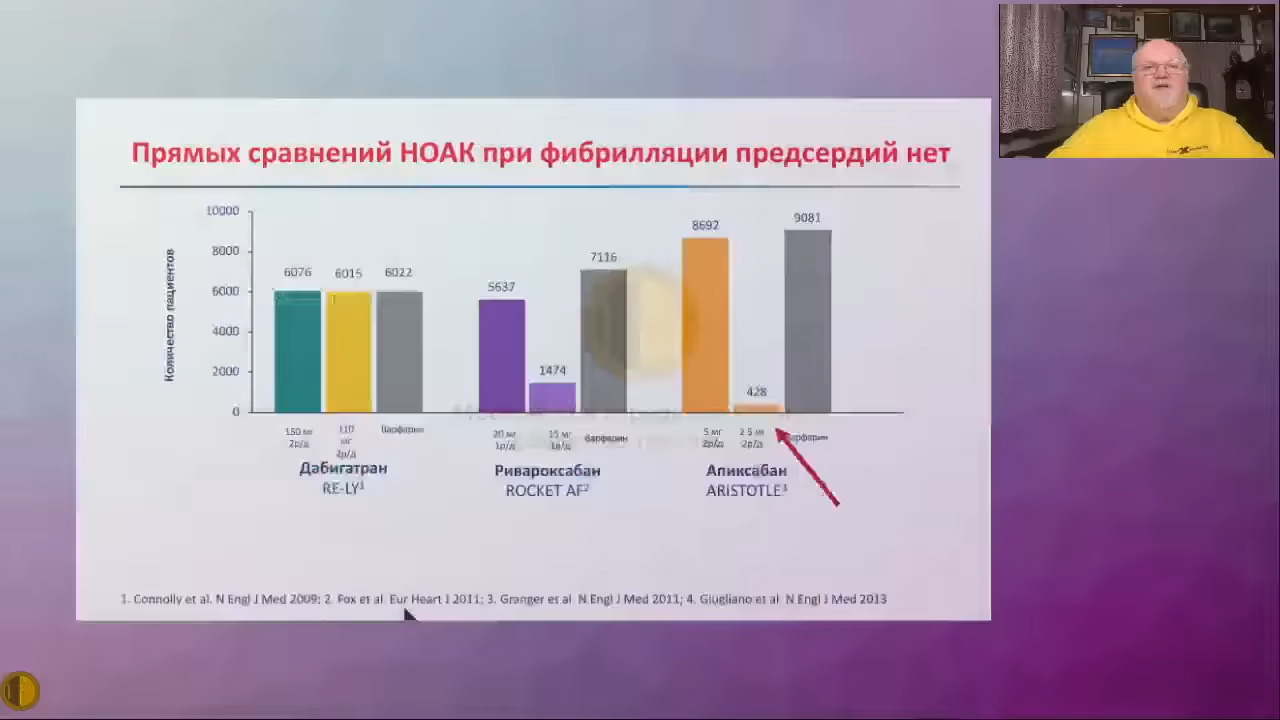 Прямых сравнений НОАК при фибрилляции предсердий нет
Количество пациентов
10000
8000
6000
4000
2000
0
6076
6015
6022
5637
1474
7116
8692
428
9081
150 мг
2р/д
110
мг
2р/д
Варфарин
20 мг
1р/д
15 мг
1р/д
Варфарин
5 мг
2р/д
2.5 мг
2р/д
Варфарин
Дабигатран
RE-LY¹
Ривароксабан
ROCKET AF²
Апиксабан
ARISTOTLE³
1. Connolly et al. N Engl J Med 2009; 2. Fox et al. Eur Heart J 2011; 3. Granger et al. N Engl J Med 2011; 4. Giugliano et al. N Engl J Med 2013